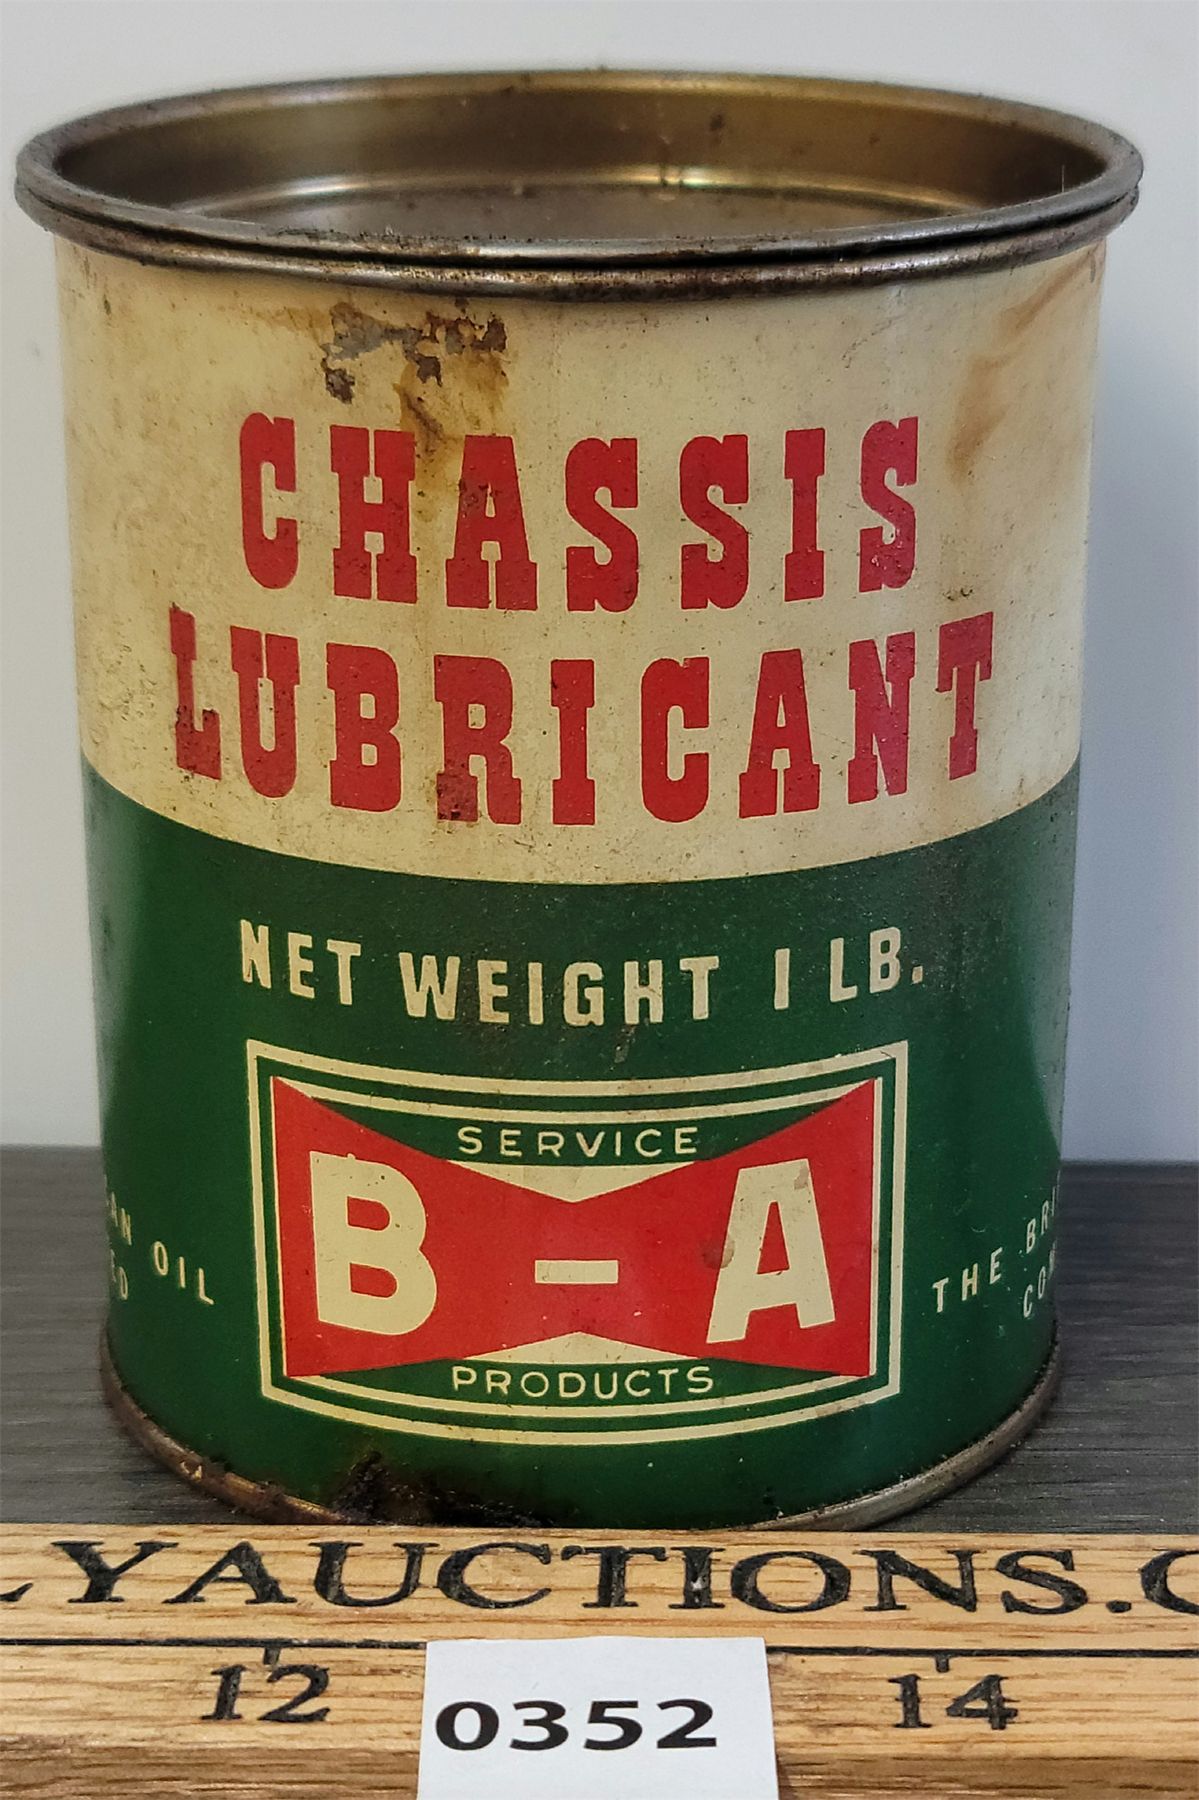 CHASSIS
LUBRICANT
NET WEIGHT 1 LB.
SERVICE
B-A
PRODUCTS
OIL
THE
YAUCTIONS.
12
14
0352